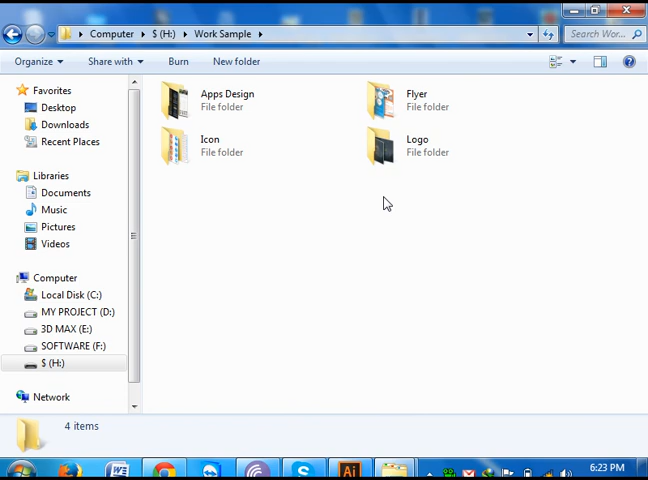 Computer
S (H:)
Work Sample
Search Wor...
Organize
Share with
Burn
New folder
Favorites
Desktop
Downloads
Recent Places
Libraries
Documents
Music
Pictures
Videos
Computer
Local Disk (C:)
MY PROJECT (D:)
3D MAX (E:)
SOFTWARE (F:)
S (H:)
Network
Apps Design
File folder
Flyer
File folder
Icon
File folder
Logo
File folder
4 items
W
S
Ai
6:23 PM